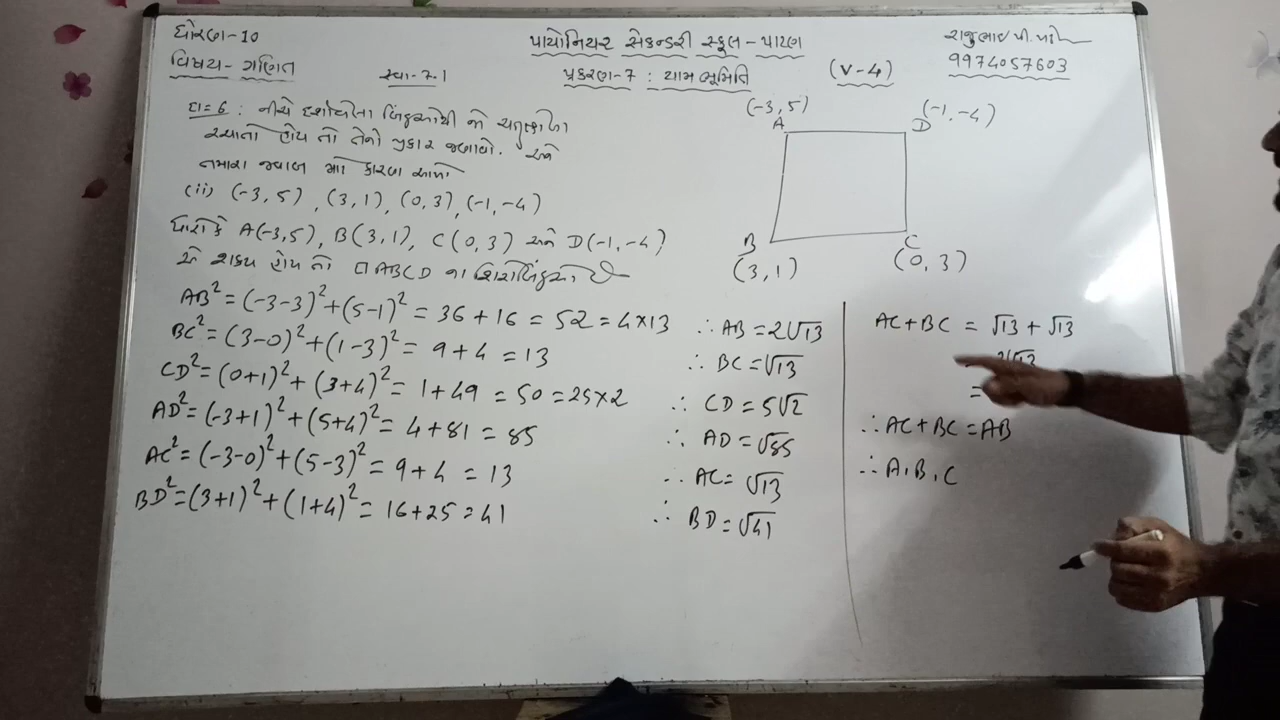 ધોરણ-10
વિષય - ગણિત
સ્વા-7.1
પાયોનિયર સેકન્ડરી સ્કૂલ - પાટણ
પ્રકરણ-7 : યામ ભૂમિતિ
(V-4)
રાજુભાઇ પી.
9974057603
દા=6 : નીચે દર્શાવેલા બિંદુઓથી જો ચતુષ્કોણ
રચાતો હોય તો તેનો પ્રકાર જણાવો. અને
તમારા જવાબ માટે કારણ આપો
(ii) (-3,5) , (3,1) , (0,3) , (-1,-4)
ધારો કે A(-3,5), B(3,1), C(0,3) અને D(-1,-4)
એ શક્ય હોય તો □ABCD ના શિરોબિંદુઓ છે
AB² = (-3-3)² + (5-1)² = 36 + 16 = 52 = 4×13 ∴ AB = 2√13
BC² = (3-0)² + (1-3)² = 9 + 4 = 13 ∴ BC = √13
CD² = (0+1)² + (3+4)² = 1 + 49 = 50 = 25×2 ∴ CD = 5√2
AD² = (-3+1)² + (5+4)² = 4 + 81 = 85 ∴ AD = √85
AC² = (-3-0)² + (5-3)² = 9 + 4 = 13 ∴ AC = √13
BD² = (3+1)² + (1+4)² = 16 + 25 = 41 ∴ BD = √41
(-3,5) (-1,-4)
A D
B C
(3,1) (0,3)
AC + BC = √13 + √13
= 2√13
=
∴ AC + BC = AB
∴ A, B, C